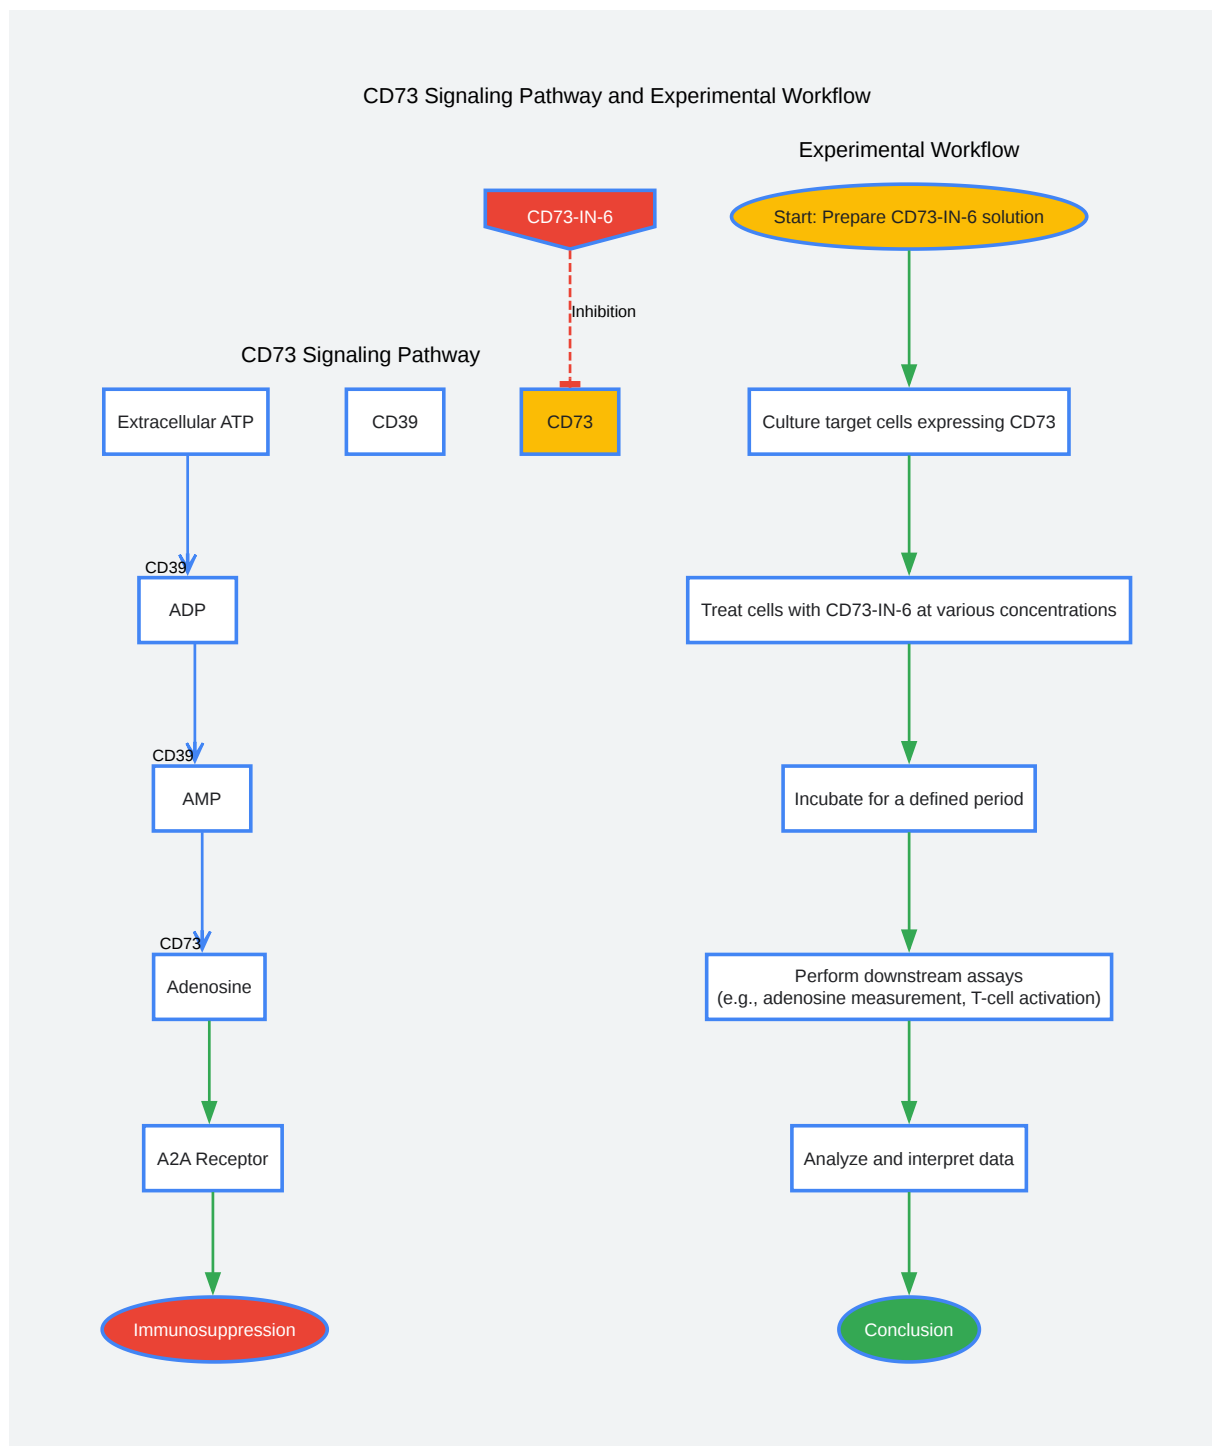 CD73 Signaling Pathway and Experimental Workflow
Experimental Workflow
CD73-IN-6
Start: Prepare CD73-IN-6 solution
Inhibition
CD73 Signaling Pathway
Extracellular ATP
CD39
CD73
Culture target cells expressing CD73
CD39
ADP
Treat cells with CD73-IN-6 at various concentrations
CD39
AMP
Incubate for a defined period
CD73
Adenosine
Perform downstream assays
(e.g., adenosine measurement, T-cell activation)
A2A Receptor
Analyze and interpret data
Immunosuppression
Conclusion